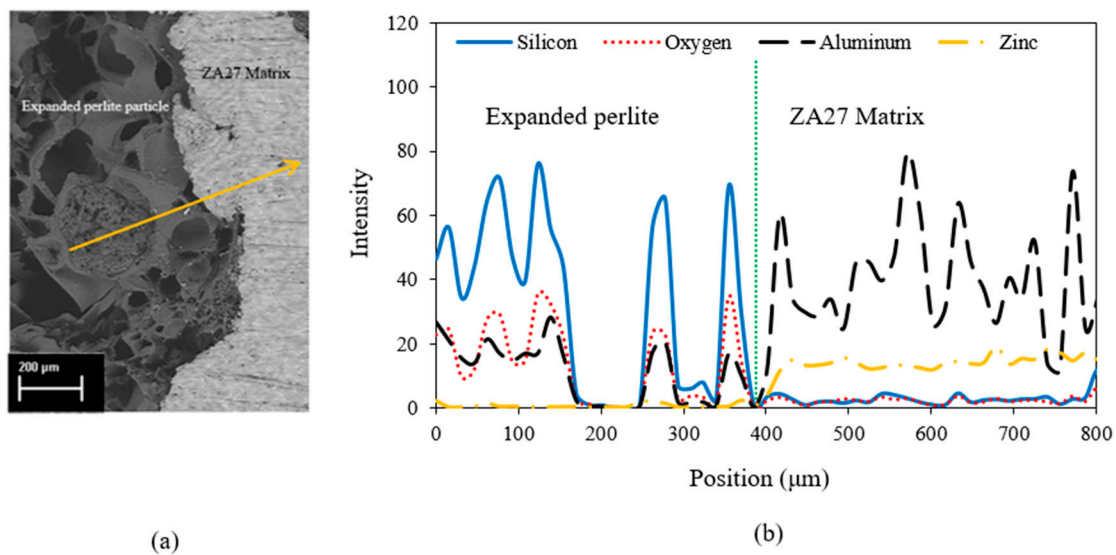 ZA27 Matrix
Expanded perlite particle
200 μm
(a)
120
100
80
60
40
20
0
Intensity
Silicon Oxygen Aluminum Zinc
Expanded perlite ZA27 Matrix
0 100 200 300 400 500 600 700 800
Position (μm)
(b)